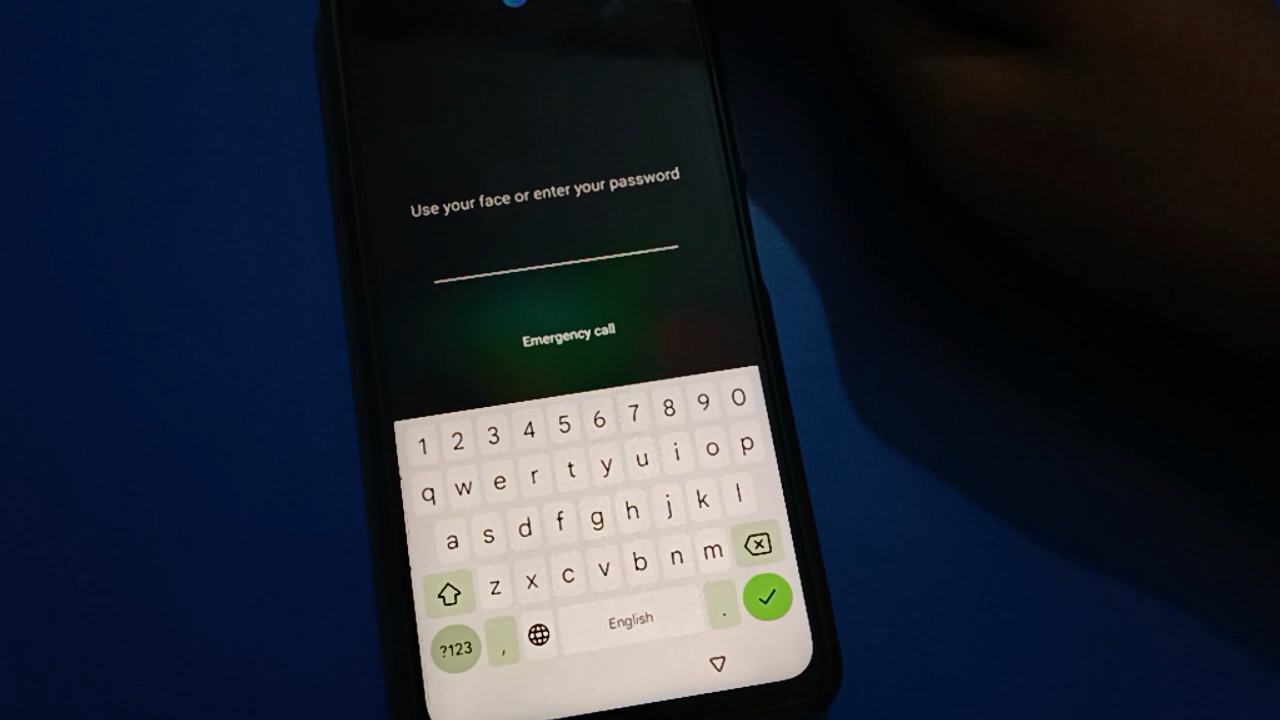 Use your face or enter your password
Emergency call
1 2 3 4 5 6 7 8 9 0
q w e r t y u i o p
a s d f g h j k l
z x c v b n m
?123 , English .